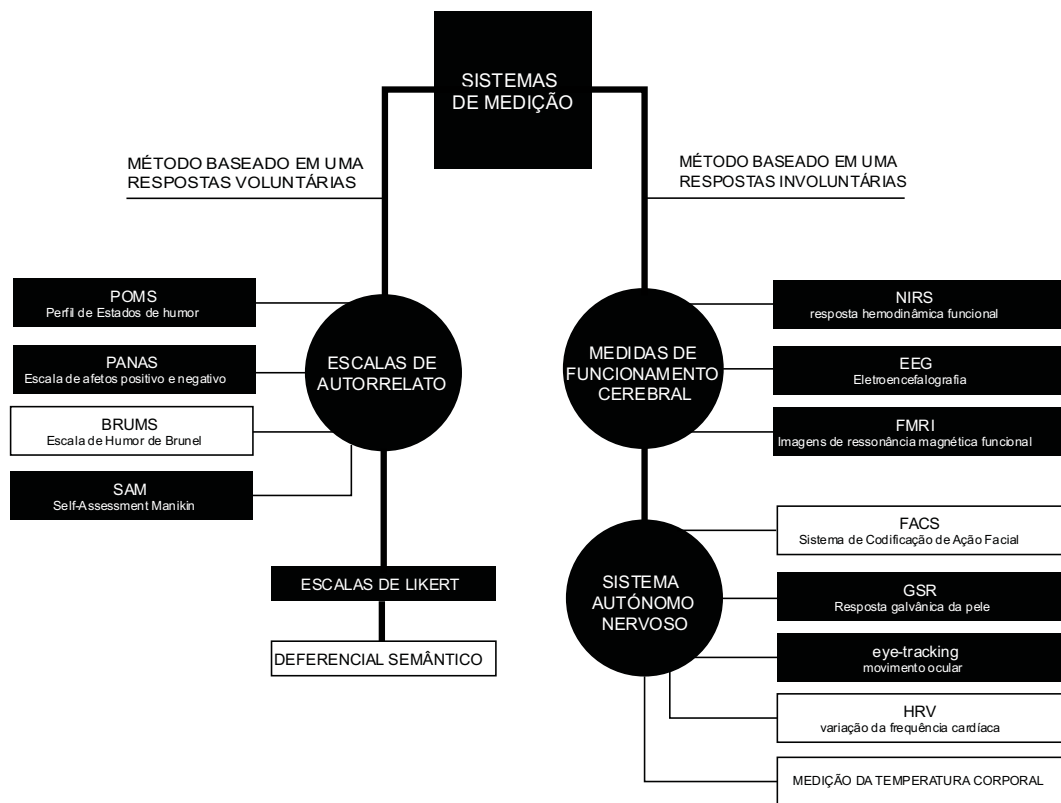 SISTEMAS
DE MEDIÇÃO
MÉTODO BASEADO EM UMA
RESPOSTAS VOLUNTÁRIAS
MÉTODO BASEADO EM UMA
RESPOSTAS INVOLUNTÁRIAS
POMS
Perfil de Estados de humor
PANAS
Escala de afetos positivo e negativo
BRUMS
Escala de Humor de Brunel
SAM
Self-Assessment Manikin
ESCALAS DE
AUTORRELATO
ESCALAS DE LIKERT
DEFERENCIAL SEMÂNTICO
MEDIDAS DE
FUNCIONAMENTO
CEREBRAL
NIRS
resposta hemodinâmica funcional
EEG
Eletroencefalografia
FMRI
Imagens de ressonância magnética funcional
SISTEMA
AUTÓNOMO
NERVOSO
FACS
Sistema de Codificação de Ação Facial
GSR
Resposta galvânica da pele
eye-tracking
movimento ocular
HRV
variação da frequência cardíaca
MEDIÇÃO DA TEMPERATURA CORPORAL